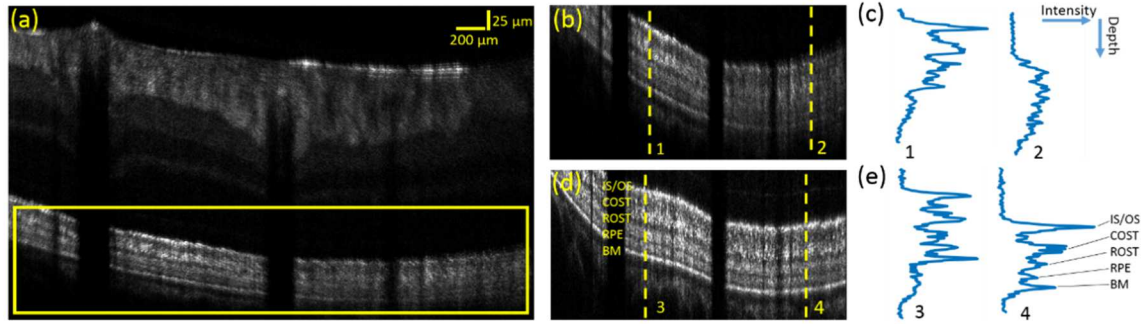 (a)
25 µm
200 µm
(b)
1
2
(c)
Intensity
Depth
1
2
(d)
IS/OS
COST
ROST
RPE
BM
3
4
(e)
3
4
IS/OS
COST
ROST
RPE
BM